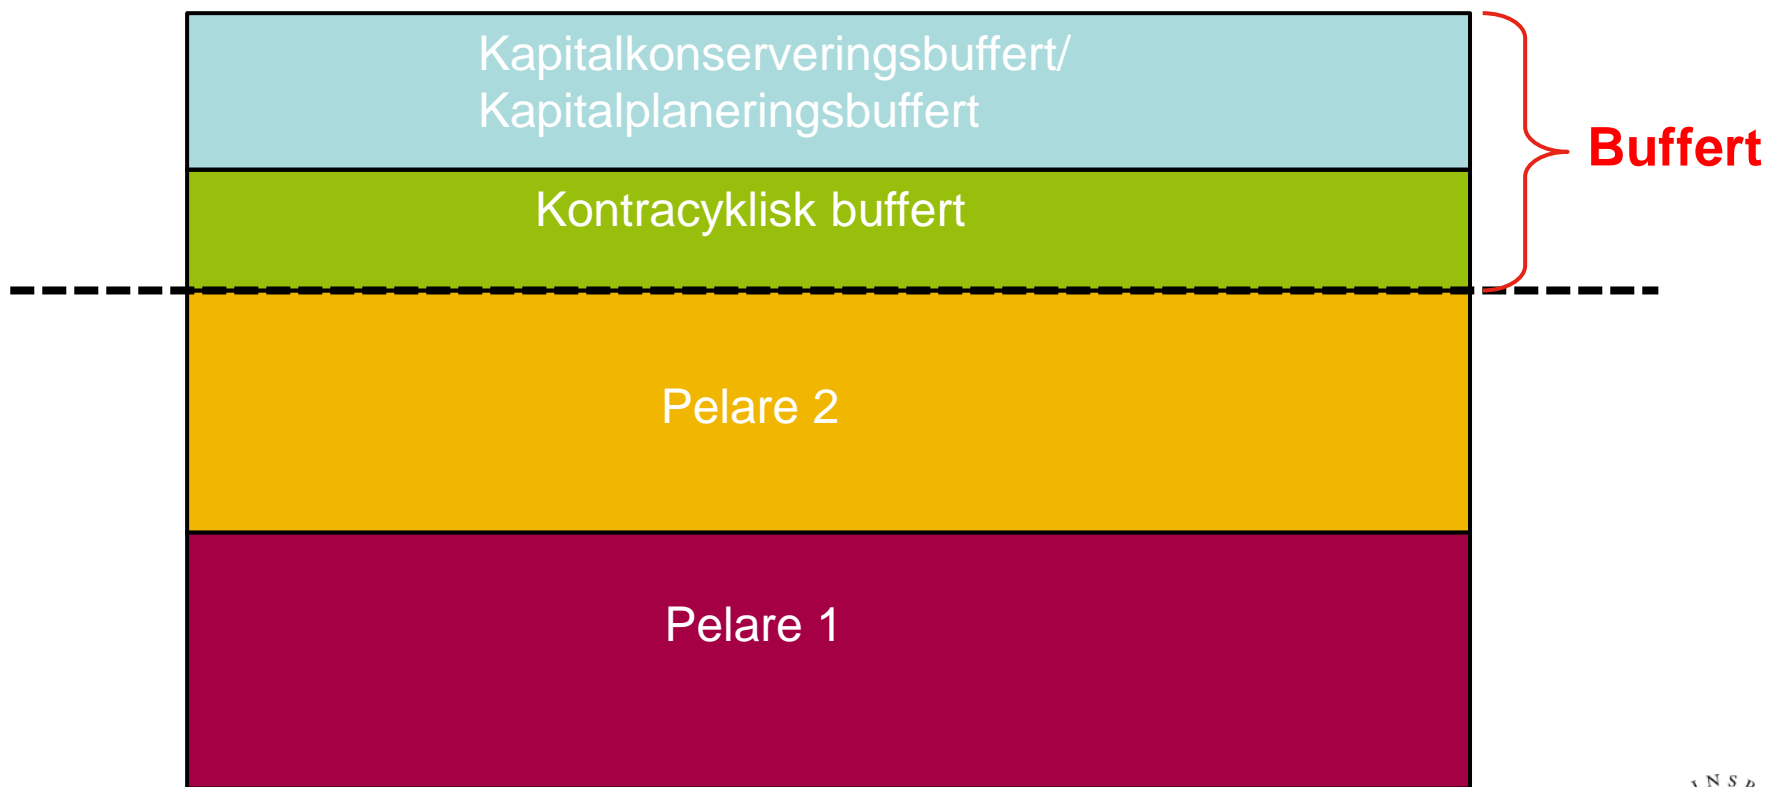 Kapitalkonserveringsbuffert/
Kapitalplaneringsbuffert
Buffert
Kontracyklisk buffert
Pelare 2
Pelare 1